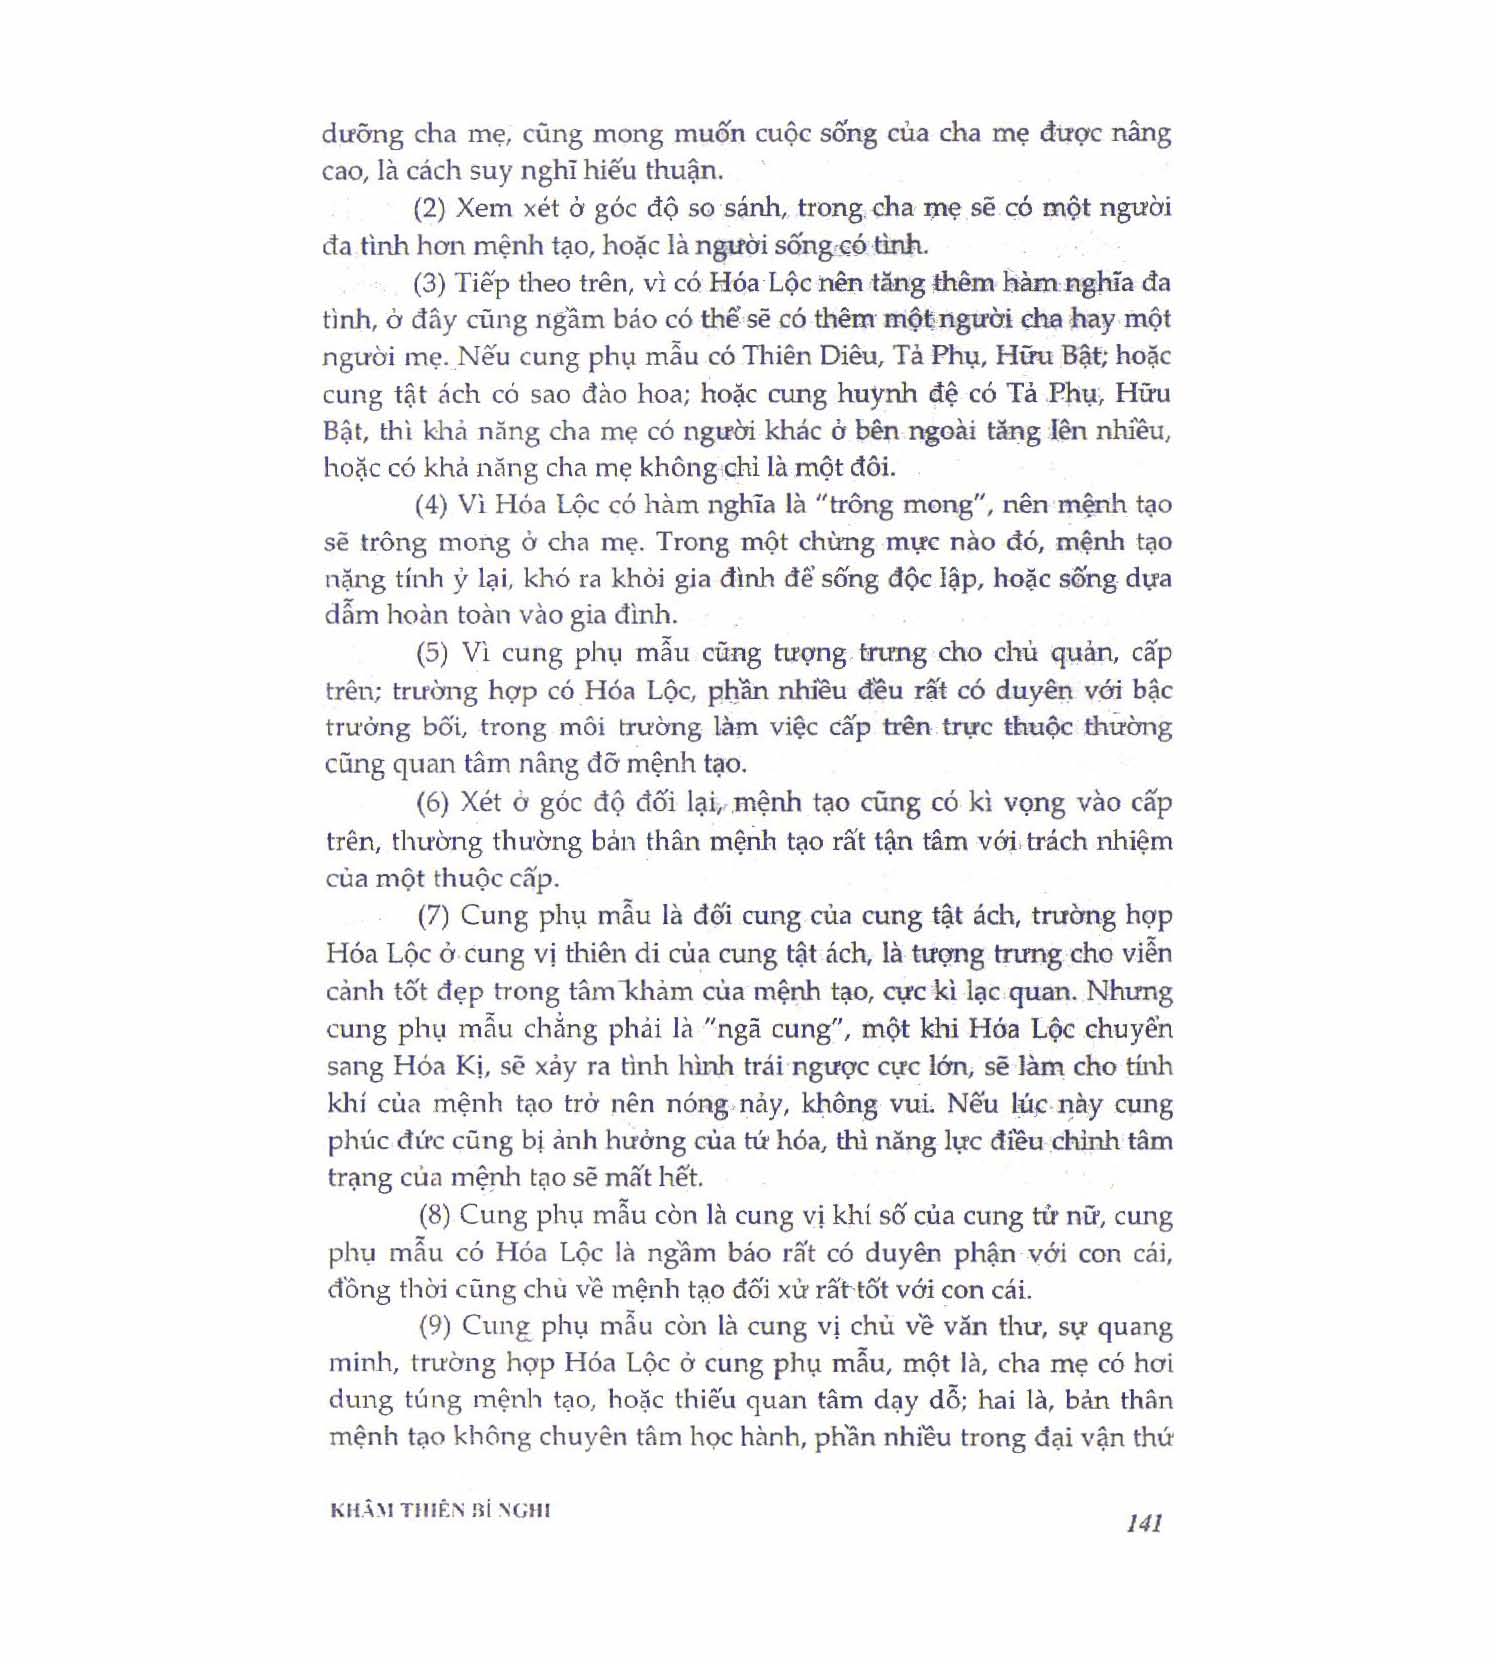 dưỡng cha mẹ, cũng mong muốn cuộc sống của cha mẹ được nâng
cao, là cách suy nghĩ hiếu thuận.
(2) Xem xét ở góc độ so sánh, trong cha mẹ sẽ có một người
đa tình hơn mệnh tạo, hoặc là người sống có tình.
(3) Tiếp theo trên, vì có Hóa Lộc nên tăng thêm hàm nghĩa đa
tình, ở đây cũng ngầm báo có thể sẽ có thêm một người cha hay một
người mẹ. Nếu cung phụ mẫu có Thiên Diêu, Tả Phụ, Hữu Bật; hoặc
cung tật ách có sao đào hoa; hoặc cung huynh đệ có Tả Phụ, Hữu
Bật, thì khả năng cha mẹ có người khác ở bên ngoài tăng lên nhiều,
hoặc có khả năng cha mẹ không chỉ là một đôi.
(4) Vì Hóa Lộc có hàm nghĩa là "trông mong", nên mệnh tạo
sẽ trông mong ở cha mẹ. Trong một chừng mực nào đó, mệnh tạo
nặng tính ỷ lại, khó ra khỏi gia đình để sống độc lập, hoặc sống dựa
dẫm hoàn toàn vào gia đình.
(5) Vì cung phụ mẫu cũng tượng trưng cho chủ quản, cấp
trên; trường hợp có Hóa Lộc, phần nhiều đều rất có duyên với bậc
trưởng bối, trong môi trường làm việc cấp trên trực thuộc thường
cũng quan tâm nâng đỡ mệnh tạo.
(6) Xét ở góc độ đối lại, mệnh tạo cũng có kì vọng vào cấp
trên, thường thường bản thân mệnh tạo rất tận tâm với trách nhiệm
của một thuộc cấp.
(7) Cung phụ mẫu là đối cung của cung tật ách, trường hợp
Hóa Lộc ở cung vị thiên di của cung tật ách, là tượng trưng cho viễn
cảnh tốt đẹp trong tâm khảm của mệnh tạo, cực kì lạc quan. Nhưng
cung phụ mẫu chẳng phải là "ngã cung", một khi Hóa Lộc chuyển
sang Hóa Kị, sẽ xảy ra tình hình trái ngược cực lớn, sẽ làm cho tính
khí của mệnh tạo trở nên nóng nảy, không vui. Nếu lúc này cung
phúc đức cũng bị ảnh hưởng của tứ hóa, thì năng lực điều chỉnh tâm
trạng của mệnh tạo sẽ mất hết.
(8) Cung phụ mẫu còn là cung vị khí số của cung tử nữ, cung
phụ mẫu có Hóa Lộc là ngầm báo rất có duyên phận với con cái,
đồng thời cũng chủ về mệnh tạo đối xử rất tốt với con cái.
(9) Cung phụ mẫu còn là cung vị chủ về văn thư, sự quang
minh, trường hợp Hóa Lộc ở cung phụ mẫu, một là, cha mẹ có hơi
dung túng mệnh tạo, hoặc thiếu quan tâm dạy dỗ; hai là, bản thân
mệnh tạo không chuyên tâm học hành, phần nhiều trong đại vận thứ
KHÂM THIÊN BÍ NGHI
141